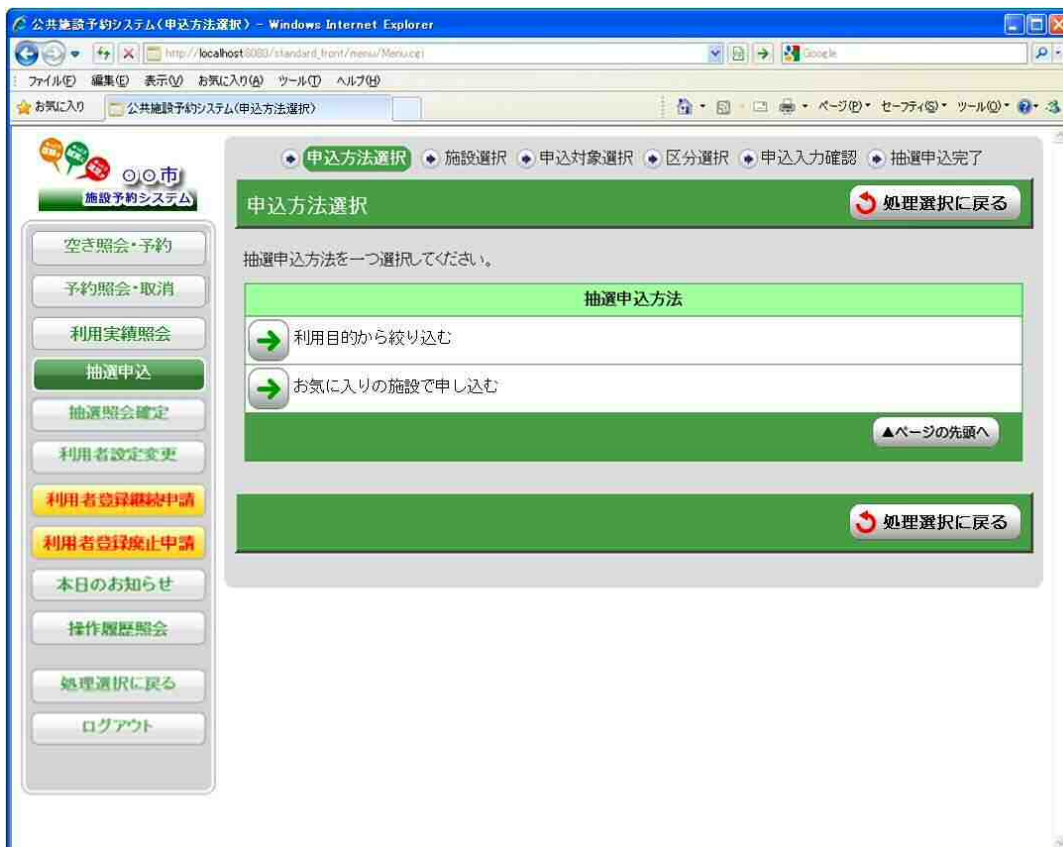 公共施設予約システム(申込方法選択) - Windows Internet Explorer
http://localhost:8080/standard_front/menu/Menu.cgi
Google
ファイル(F) 編集(E) 表示(V) お気に入り(A) ツール(T) ヘルプ(H)
お気に入り 公共施設予約システム(申込方法選択) ページ(P) セーフティ(S) ツール(O)
〇〇市
施設予約システム
申込方法選択 施設選択 申込対象選択 区分選択 申込入力確認 抽選申込完了
申込方法選択 処理選択に戻る
抽選申込方法を一つ選択してください。
抽選申込方法
利用目的から絞り込む
お気に入りの施設で申し込む
▲ページの先頭へ
処理選択に戻る
空き照会・予約
予約照会・取消
利用実績照会
抽選申込
抽選照会確定
利用者設定変更
利用者登録継続申請
利用者登録廃止申請
本日のお知らせ
操作履歴照会
処理選択に戻る
ログアウト